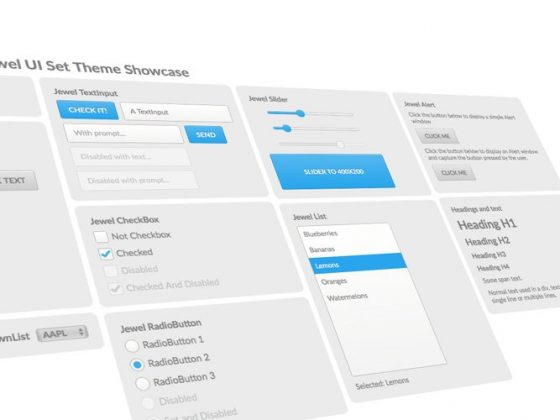 wel UI Set Theme Showcase
Jewel TextInput
CHECK IT!
A TextInput
With prompt...
SEND
Disabled with text...
Disabled with prompt...
Jewel Slider
SLIDER TO 400X200
Jewel Alert
Click the button below to display a simple Alert
window
CLICK ME
Click the button below to display an Alert window
and capture the button pressed by the user.
CLICK ME
TEXT
Jewel CheckBox
Not Checkbox
Checked
Disabled
Checked And Disabled
Jewel List
Blueberries
Bananas
Lemons
Oranges
Watermelons
Selected: Lemons
Headings and text
Heading H1
Heading H2
Heading H3
Heading H4
Some span text.
Normal text used in a div, text
single line or multiple lines.
wnList
AAPL
Jewel RadioButton
RadioButton 1
RadioButton 2
RadioButton 3
Disabled
Set and Disabled